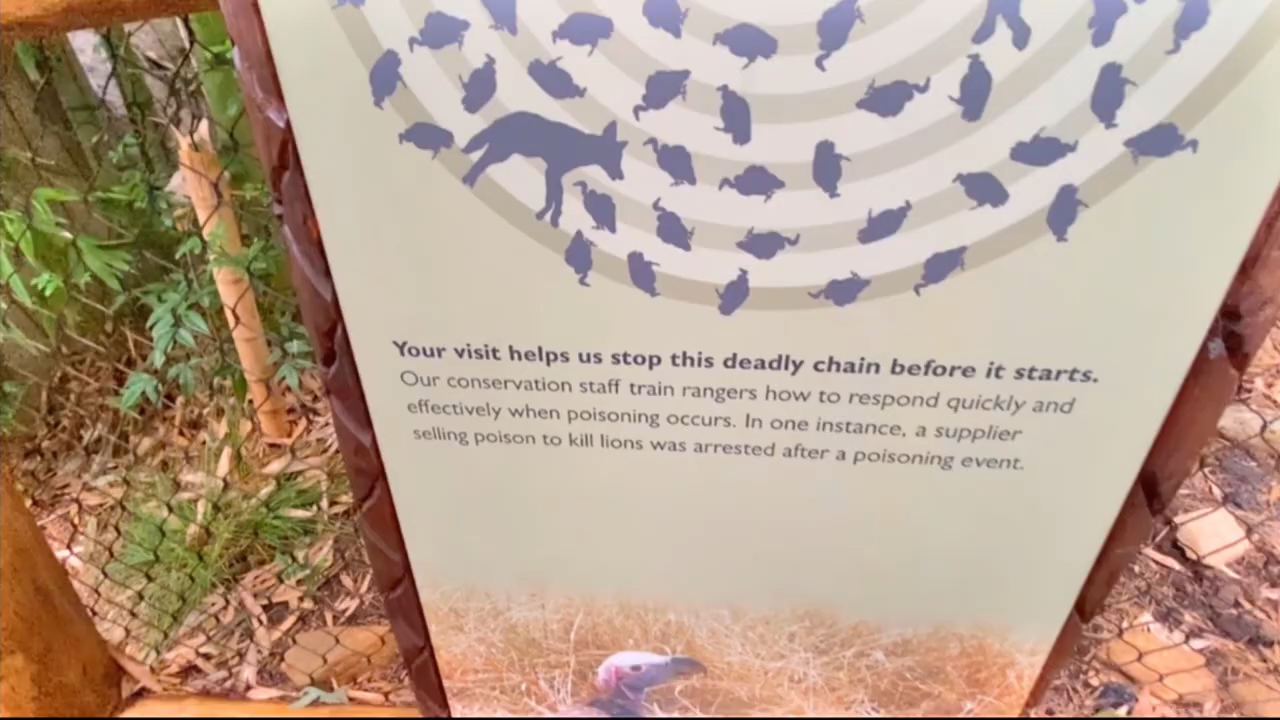 Your visit helps us stop this deadly chain before it starts.
Our conservation staff train rangers how to respond quickly and
effectively when poisoning occurs. In one instance, a supplier
selling poison to kill lions was arrested after a poisoning event.